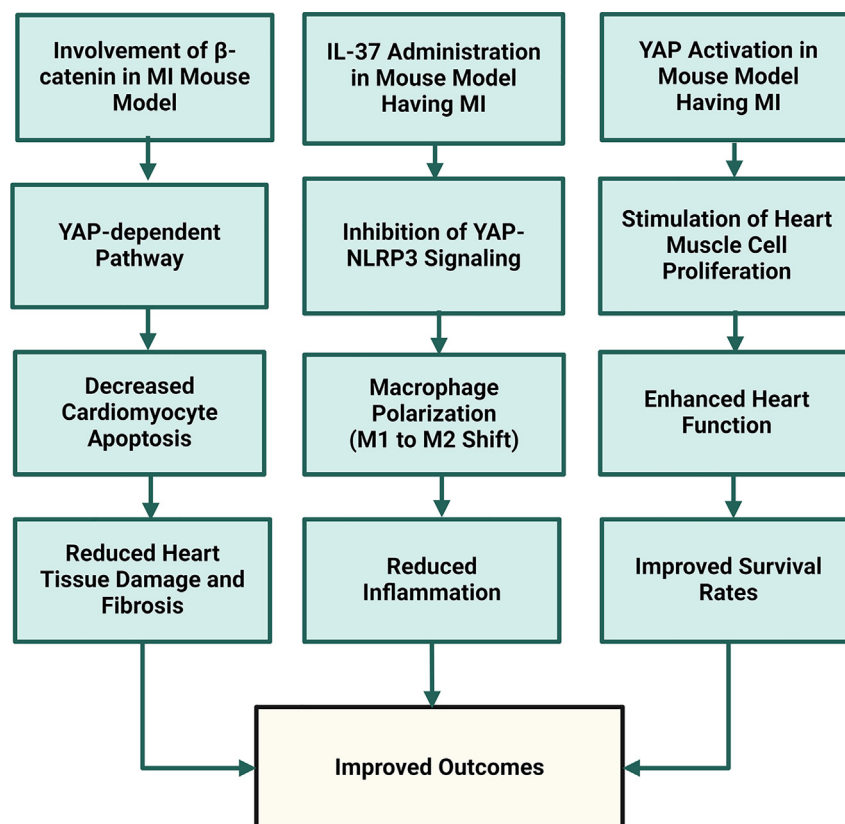 Involvement of β-
catenin in MI Mouse
Model
YAP-dependent
Pathway
Decreased
Cardiomyocyte
Apoptosis
Reduced Heart
Tissue Damage and
Fibrosis
IL-37 Administration
in Mouse Model
Having MI
Inhibition of YAP-
NLRP3 Signaling
Macrophage
Polarization
(M1 to M2 Shift)
Reduced
Inflammation
YAP Activation in
Mouse Model
Having MI
Stimulation of Heart
Muscle Cell
Proliferation
Enhanced Heart
Function
Improved Survival
Rates
Improved Outcomes